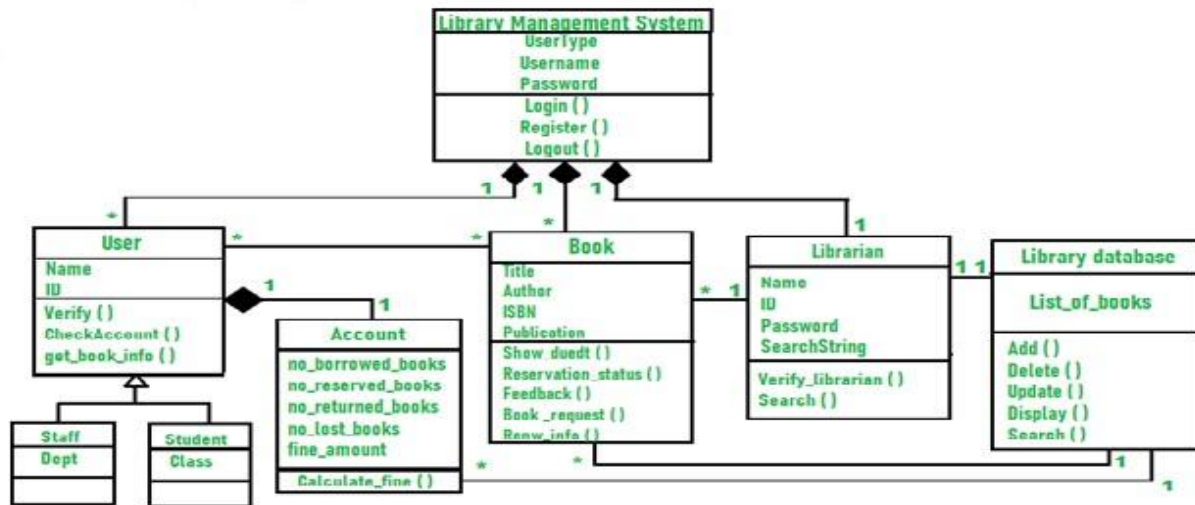 Library Management System
UserType
Username
Password
Login ( )
Register ( )
Logout ( )
1
1
1
*
*
1
User
Name
ID
Verify ( )
CheckAccount ( )
get_book_info ( )
*
*
1
1
Book
Title
Author
ISBN
Publication
Show_duedt ( )
Reservation_status ( )
Feedback ( )
Book_request ( )
Renw_info ( )
*
1
Librarian
Name
ID
Password
SearchString
Verify_librarian ( )
Search ( )
1
1
Library database
List_of_books
Add ( )
Delete ( )
Update ( )
Display ( )
Search ( )
Account
no_borrowed_books
no_reserved_books
no_returned_books
no_lost_books
fine_amount
Calculate_fine ( )
Staff
Dept
Student
Class
*
*
1
1